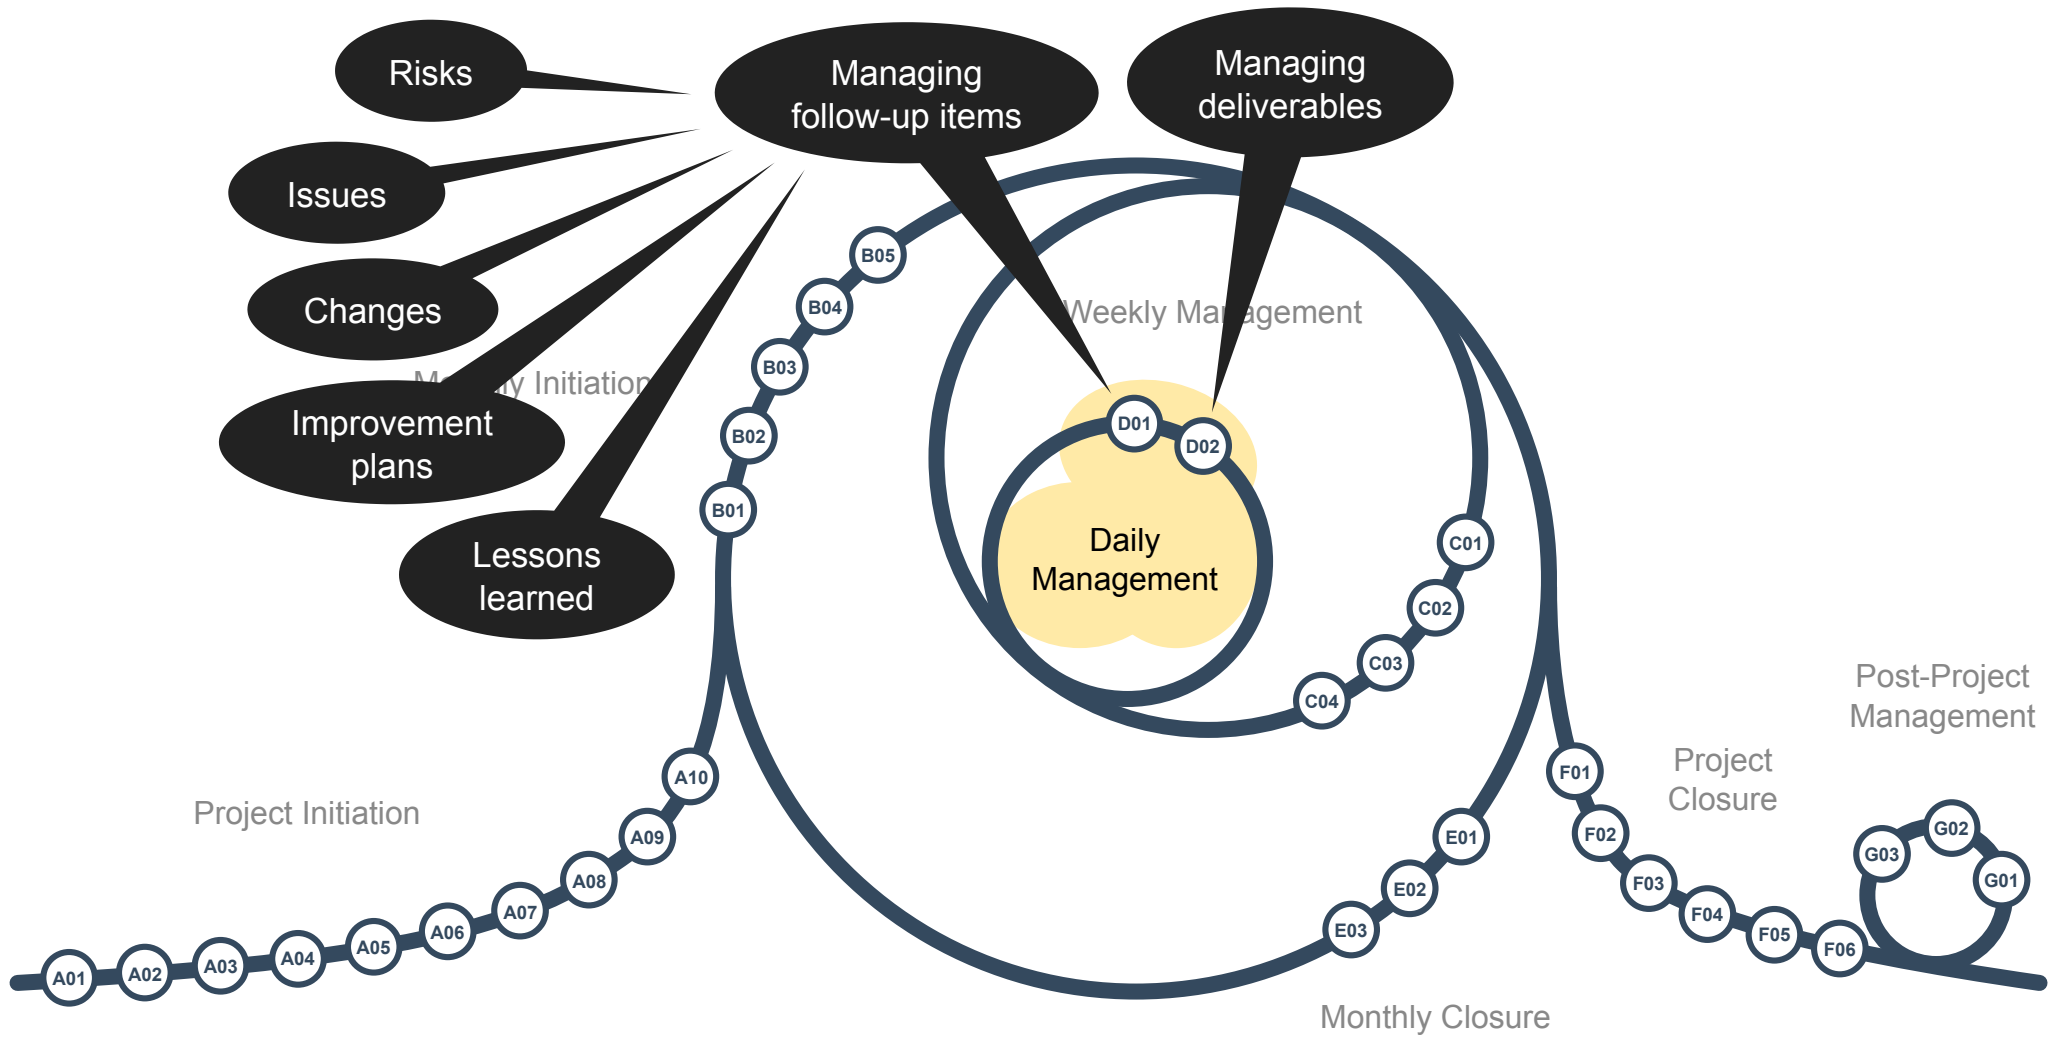 Risks
Managing
follow-up items
Managing
deliverables
Issues
Changes
Improvement
plans
Lessons
learned
Initiation
Weekly Management
Daily
Management
Project Initiation
Monthly Closure
Project
Closure
Post-Project
Management
A01
A02
A03
A04
A05
A06
A07
A08
A09
A10
B01
B02
B03
B04
B05
C01
C02
C03
C04
D01
D02
E01
E02
E03
F01
F02
F03
F04
F05
F06
G01
G02
G03